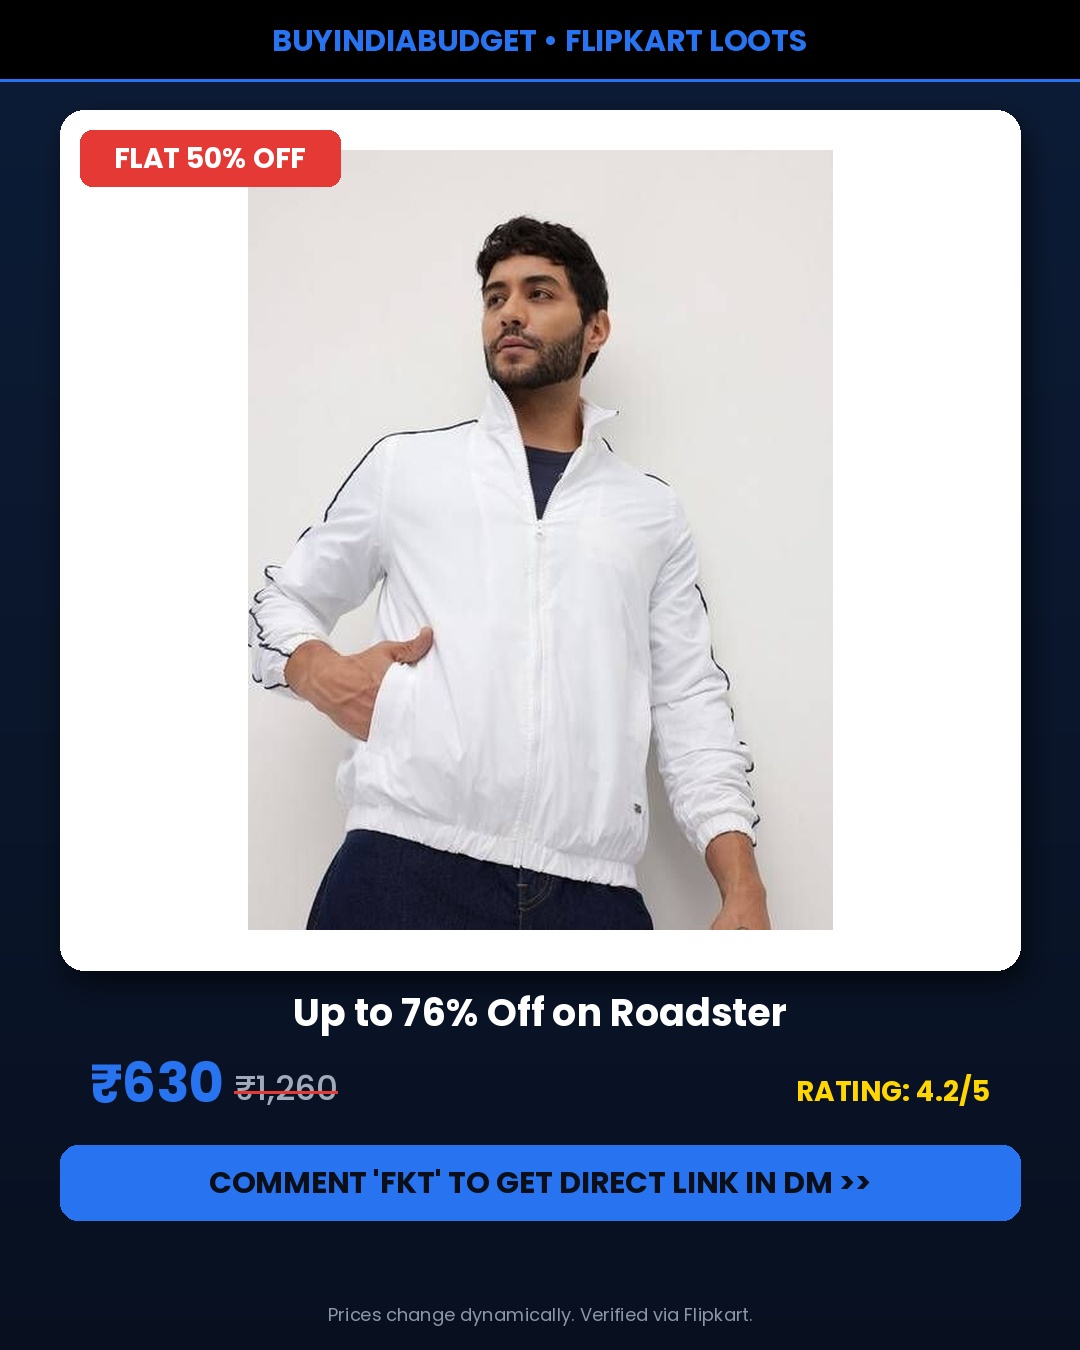 BUYINDIABUDGET • FLIPKART LOOTS
FLAT 50% OFF
Up to 76% Off on Roadster
₹630 ₹1,260
RATING: 4.2/5
COMMENT 'FKT' TO GET DIRECT LINK IN DM >>
Prices change dynamically. Verified via Flipkart.